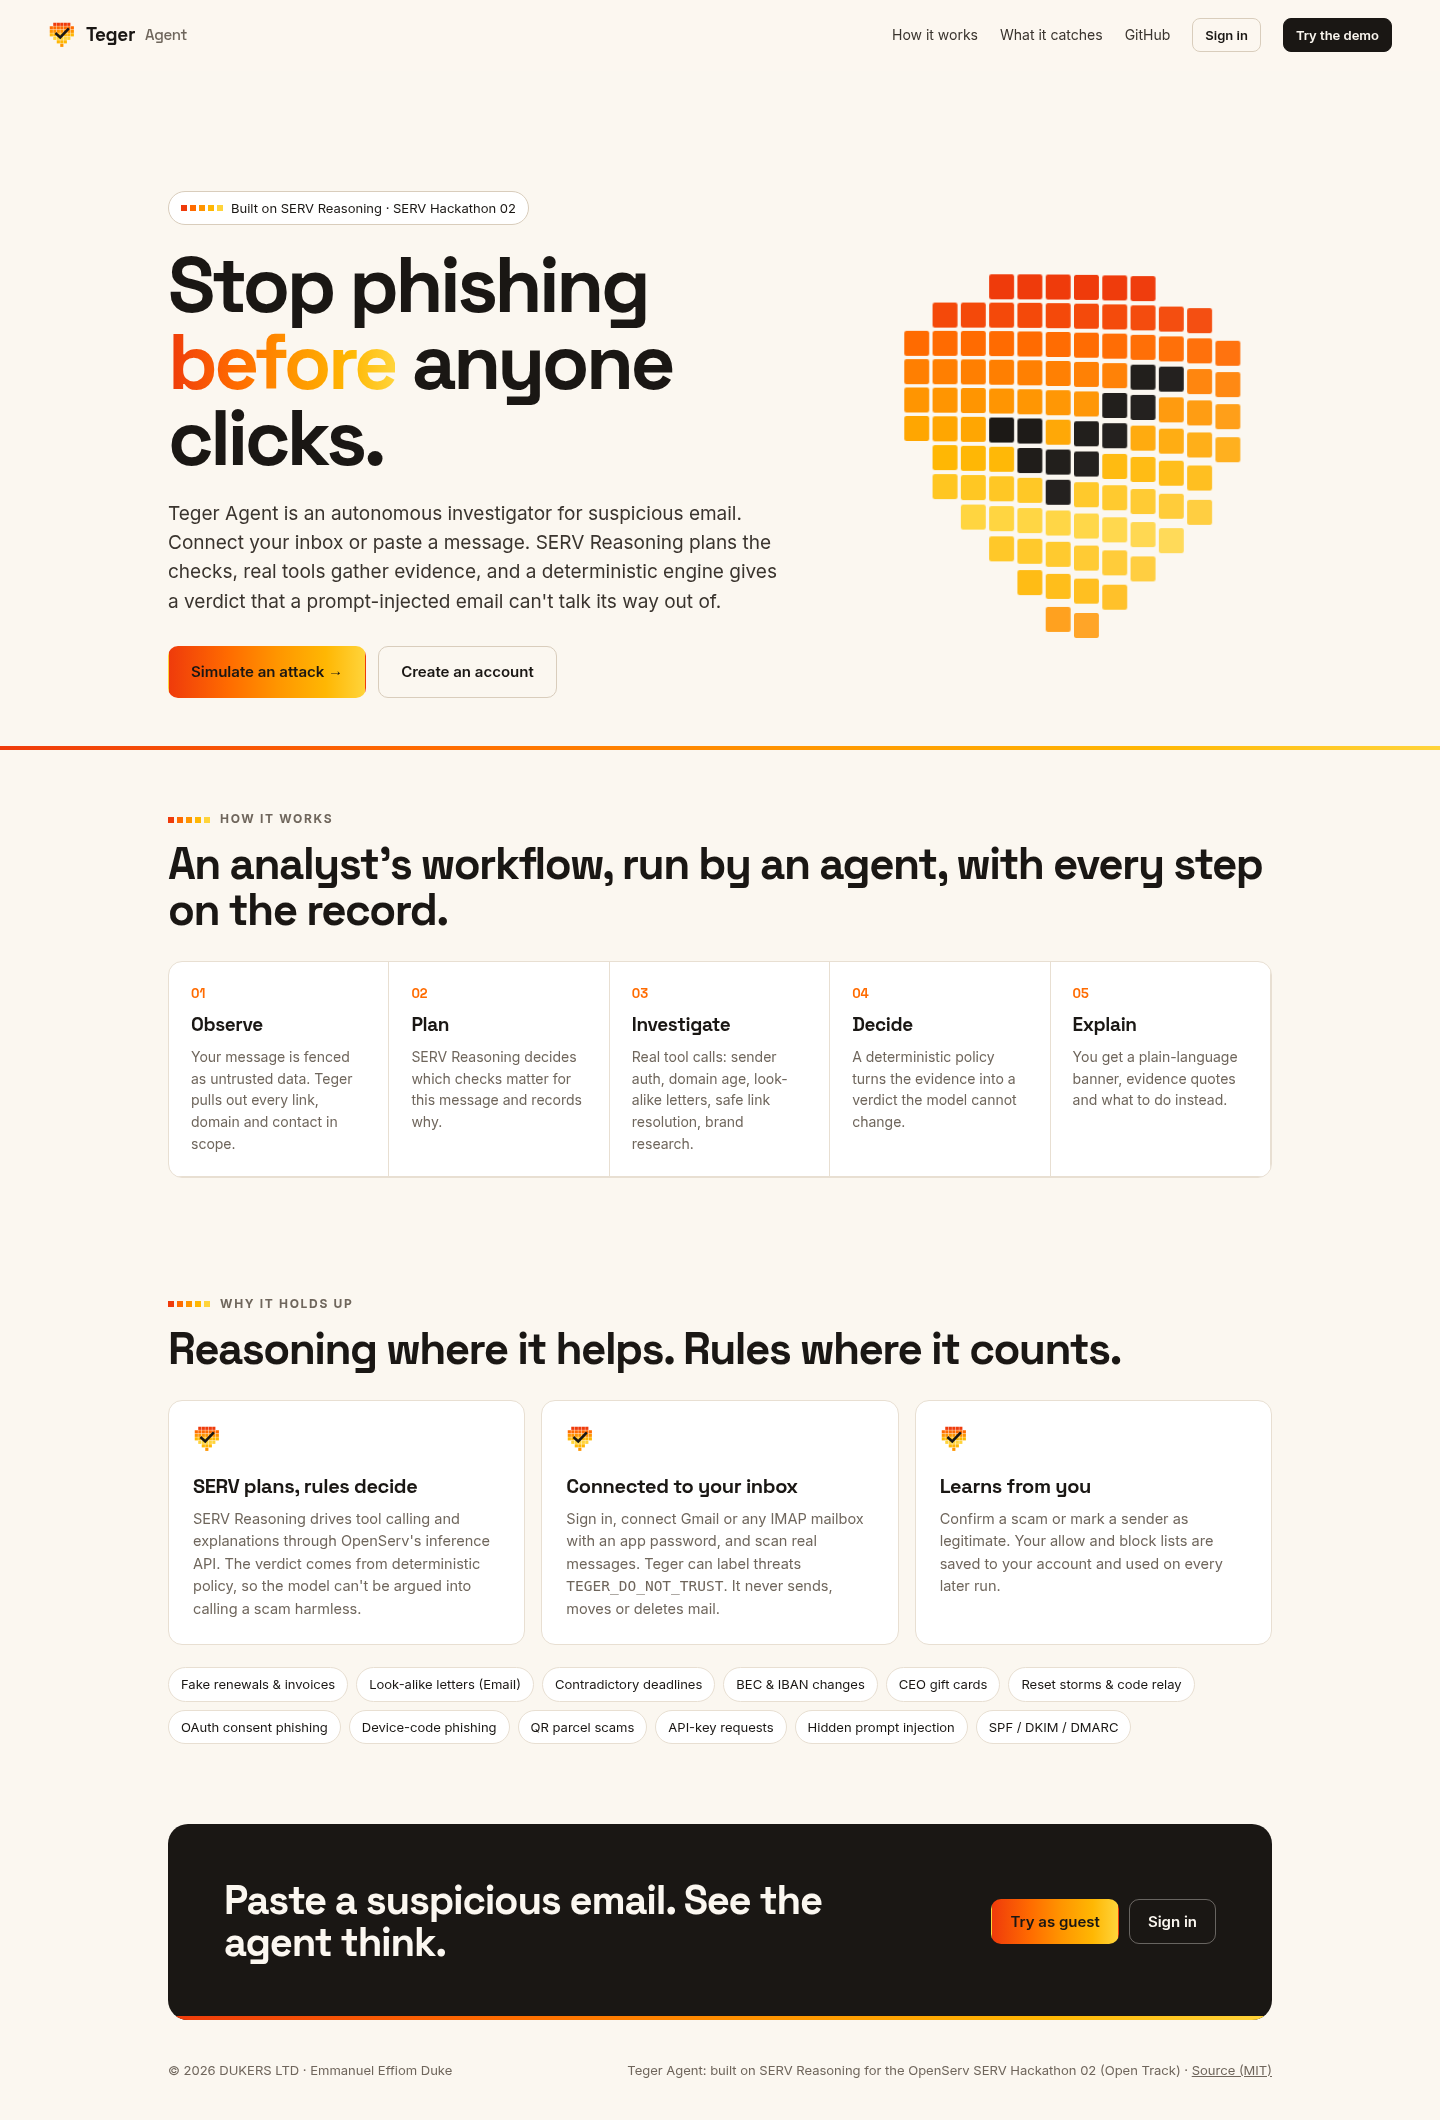 Teger Agent
How it works
What it catches
GitHub
Sign in
Try the demo
Built on SERV Reasoning · SERV Hackathon 02
Stop phishing
before anyone
clicks.
Teger Agent is an autonomous investigator for suspicious email.
Connect your inbox or paste a message. SERV Reasoning plans the
checks, real tools gather evidence, and a deterministic engine gives
a verdict that a prompt-injected email can't talk its way out of.
Simulate an attack →
Create an account
HOW IT WORKS
An analyst’s workflow, run by an agent, with every step
on the record.
01
Observe
Your message is fenced
as untrusted data. Teger
pulls out every link,
domain and contact in
scope.
02
Plan
SERV Reasoning decides
which checks matter for
this message and records
why.
03
Investigate
Real tool calls: sender
auth, domain age, look-
alike letters, safe link
resolution, brand
research.
04
Decide
A deterministic policy
turns the evidence into a
verdict the model cannot
change.
05
Explain
You get a plain-language
banner, evidence quotes
and what to do instead.
WHY IT HOLDS UP
Reasoning where it helps. Rules where it counts.
SERV plans, rules decide
SERV Reasoning drives tool calling and
explanations through OpenServ's inference
API. The verdict comes from deterministic
policy, so the model can't be argued into
calling a scam harmless.
Connected to your inbox
Sign in, connect Gmail or any IMAP mailbox
with an app password, and scan real
messages. Teger can label threats
TEGER_DO_NOT_TRUST. It never sends,
moves or deletes mail.
Learns from you
Confirm a scam or mark a sender as
legitimate. Your allow and block lists are
saved to your account and used on every
later run.
Fake renewals & invoices
Look-alike letters (Email)
Contradictory deadlines
BEC & IBAN changes
CEO gift cards
Reset storms & code relay
OAuth consent phishing
Device-code phishing
QR parcel scams
API-key requests
Hidden prompt injection
SPF / DKIM / DMARC
Paste a suspicious email. See the
agent think.
Try as guest
Sign in
© 2026 DUKERS LTD · Emmanuel Effiom Duke
Teger Agent: built on SERV Reasoning for the OpenServ SERV Hackathon 02 (Open Track) · Source (MIT)